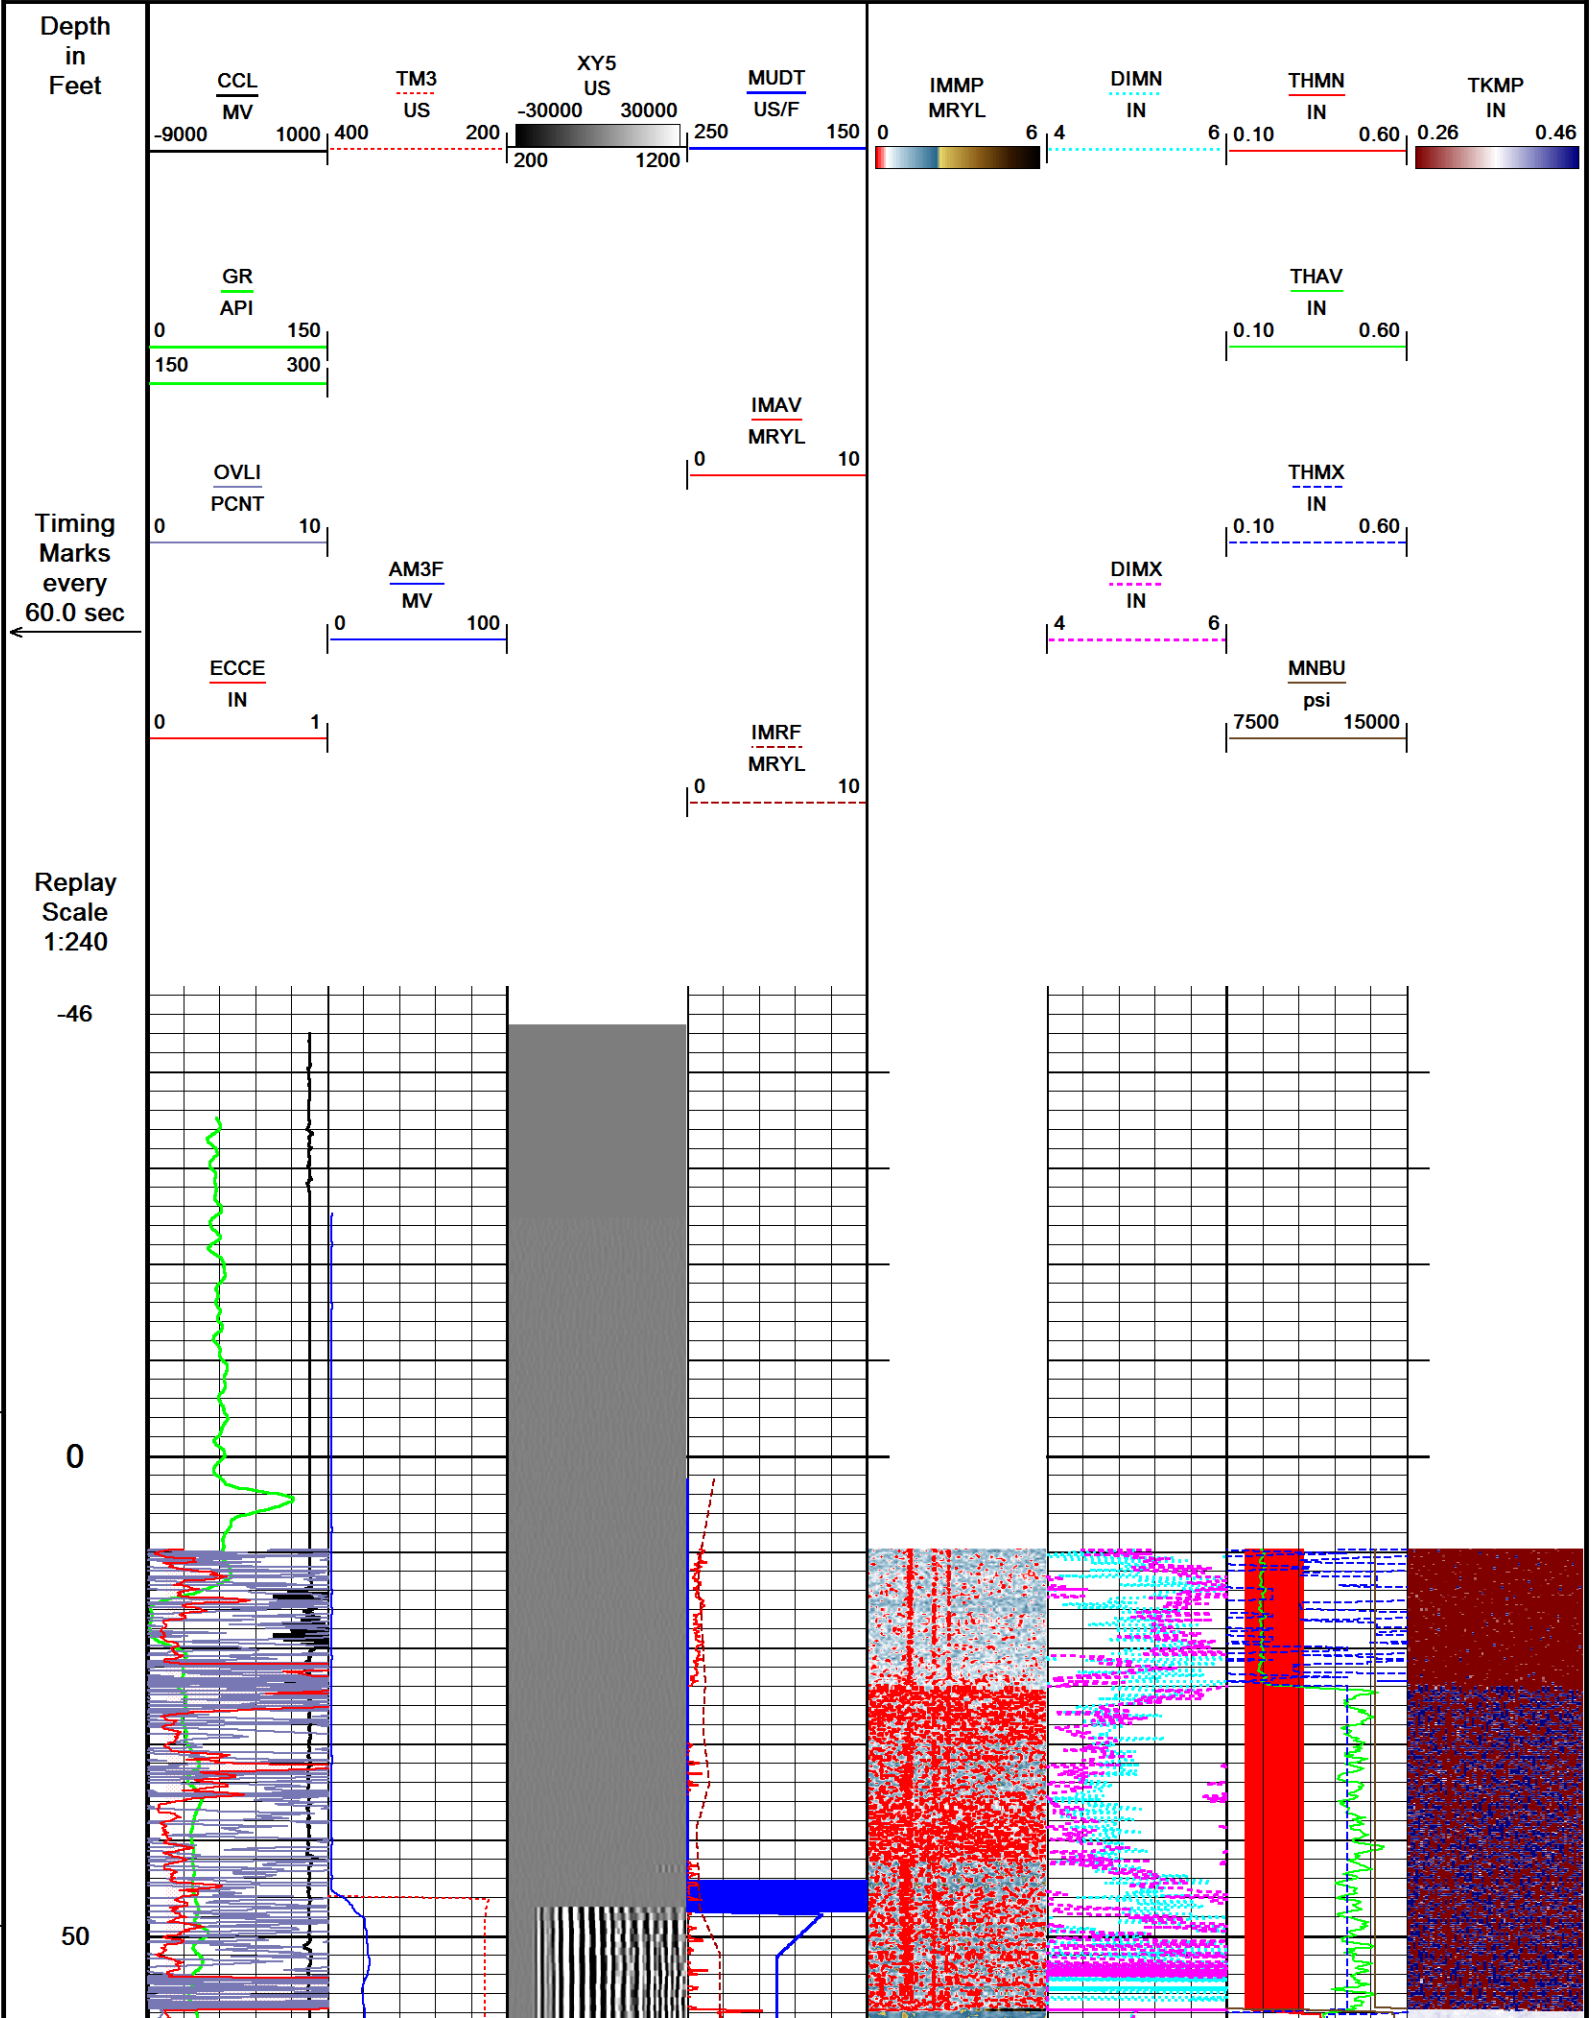 Depth
in
Feet
CCL
MV
-9000 1000
TM3
US
400 200
XY5
US
-30000 30000
200 1200
MUDT
US/F
250 150
IMMP
MRYL
0 6
DIMN
IN
4 6
THMN
IN
0.10 0.60
TKMP
IN
0.26 0.46
GR
API
0 150
150 300
THAV
IN
0.10 0.60
IMAV
MRYL
0 10
OVLI
PCNT
0 10
THMX
IN
0.10 0.60
Timing
Marks
every
60.0 sec
AM3F
MV
0 100
DIMX
IN
4 6
ECCE
IN
0 1
MNBU
psi
7500 15000
IMRF
MRYL
0 10
Replay
Scale
1:240
-46
0
50